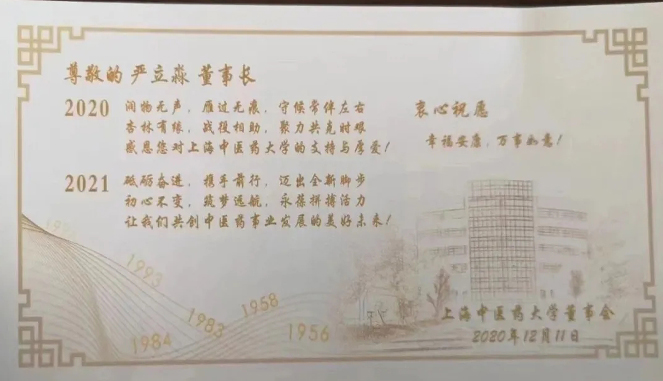 尊敬的 严立淼 董事长
2020 润物无声，雁过无痕，守候常伴左右
杏林有缘，战役相助，聚力共克时艰
感恩您对上海中医药大学的支持与厚爱！
衷心祝愿
幸福安康，万事如意！
2021 砥砺奋进，携手前行，迈出全新脚步
初心不变，筑梦远航，永葆拼搏活力
让我们共创中医药事业发展的美好未来！
1993
1984
1983
1958
1956
上海中医药大学董事会
2020年12月11日